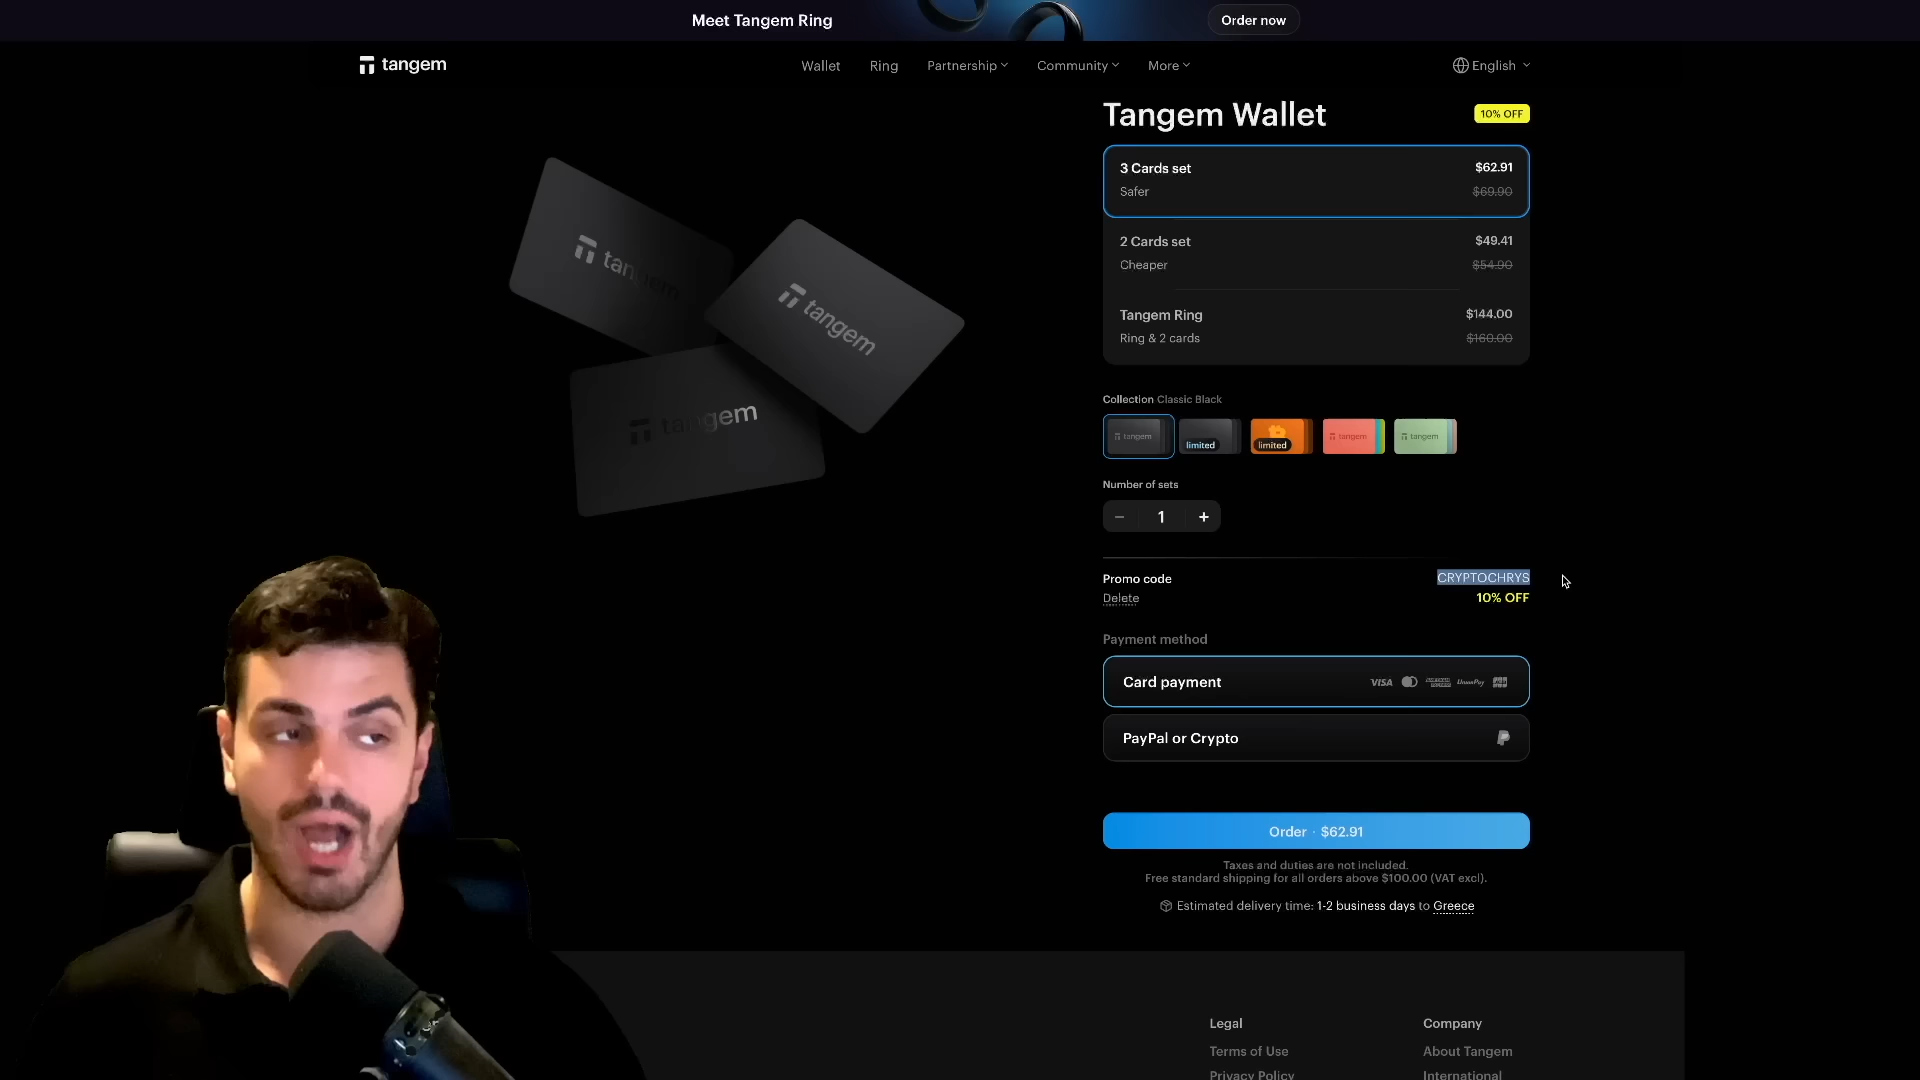 Meet Tangem Ring
Order now
tangem
Wallet
Ring
Partnership
Community
More
English
Tangem Wallet
10% OFF
3 Cards set
$62.91
Safer
$69.90
2 Cards set
$49.41
Cheaper
$54.90
Tangem Ring
$144.00
Ring & 2 cards
$160.00
tangem
tangem
tangem
Collection Classic Black
tangem
limited
limited
tangem
tangem
Number of sets
− 1 +
Promo code
CRYPTOCHRYS
Delete
10% OFF
Payment method
Card payment
VISA
UnionPay
JCB
PayPal or Crypto
Order · $62.91
Taxes and duties are not included.
Free standard shipping for all orders above $100.00 (VAT excl).
Estimated delivery time: 1-2 business days to Greece
Legal
Company
Terms of Use
About Tangem
Privacy Policy
International